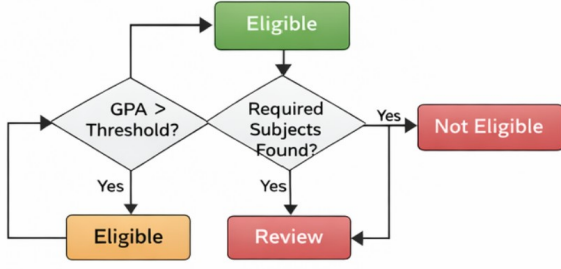 Eligible
GPA >
Threshold?
Required
Subjects
Found?
Yes
Not Eligible
Yes
Yes
Eligible
Review